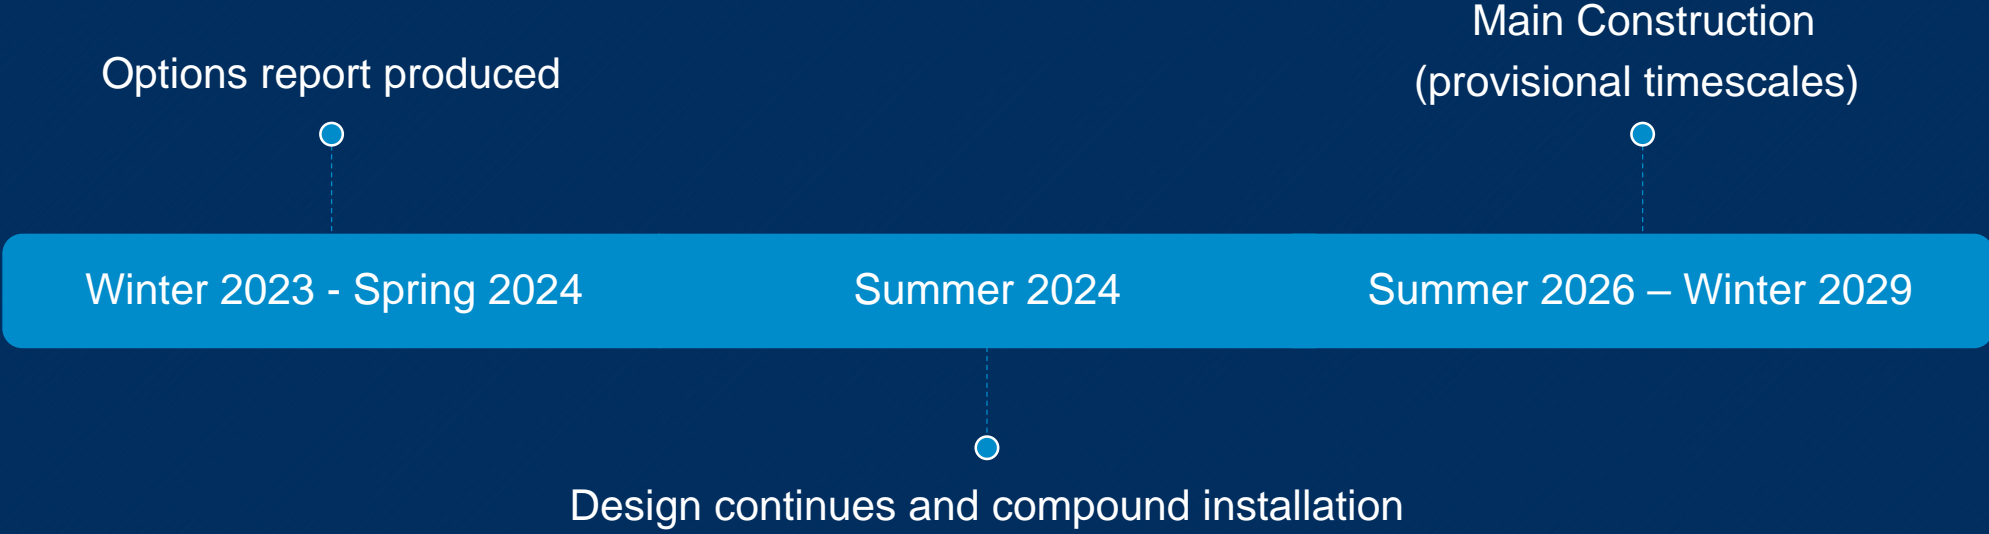 Main Construction
(provisional timescales)
Options report produced
Winter 2023 - Spring 2024
Summer 2024
Summer 2026 – Winter 2029
Design continues and compound installation